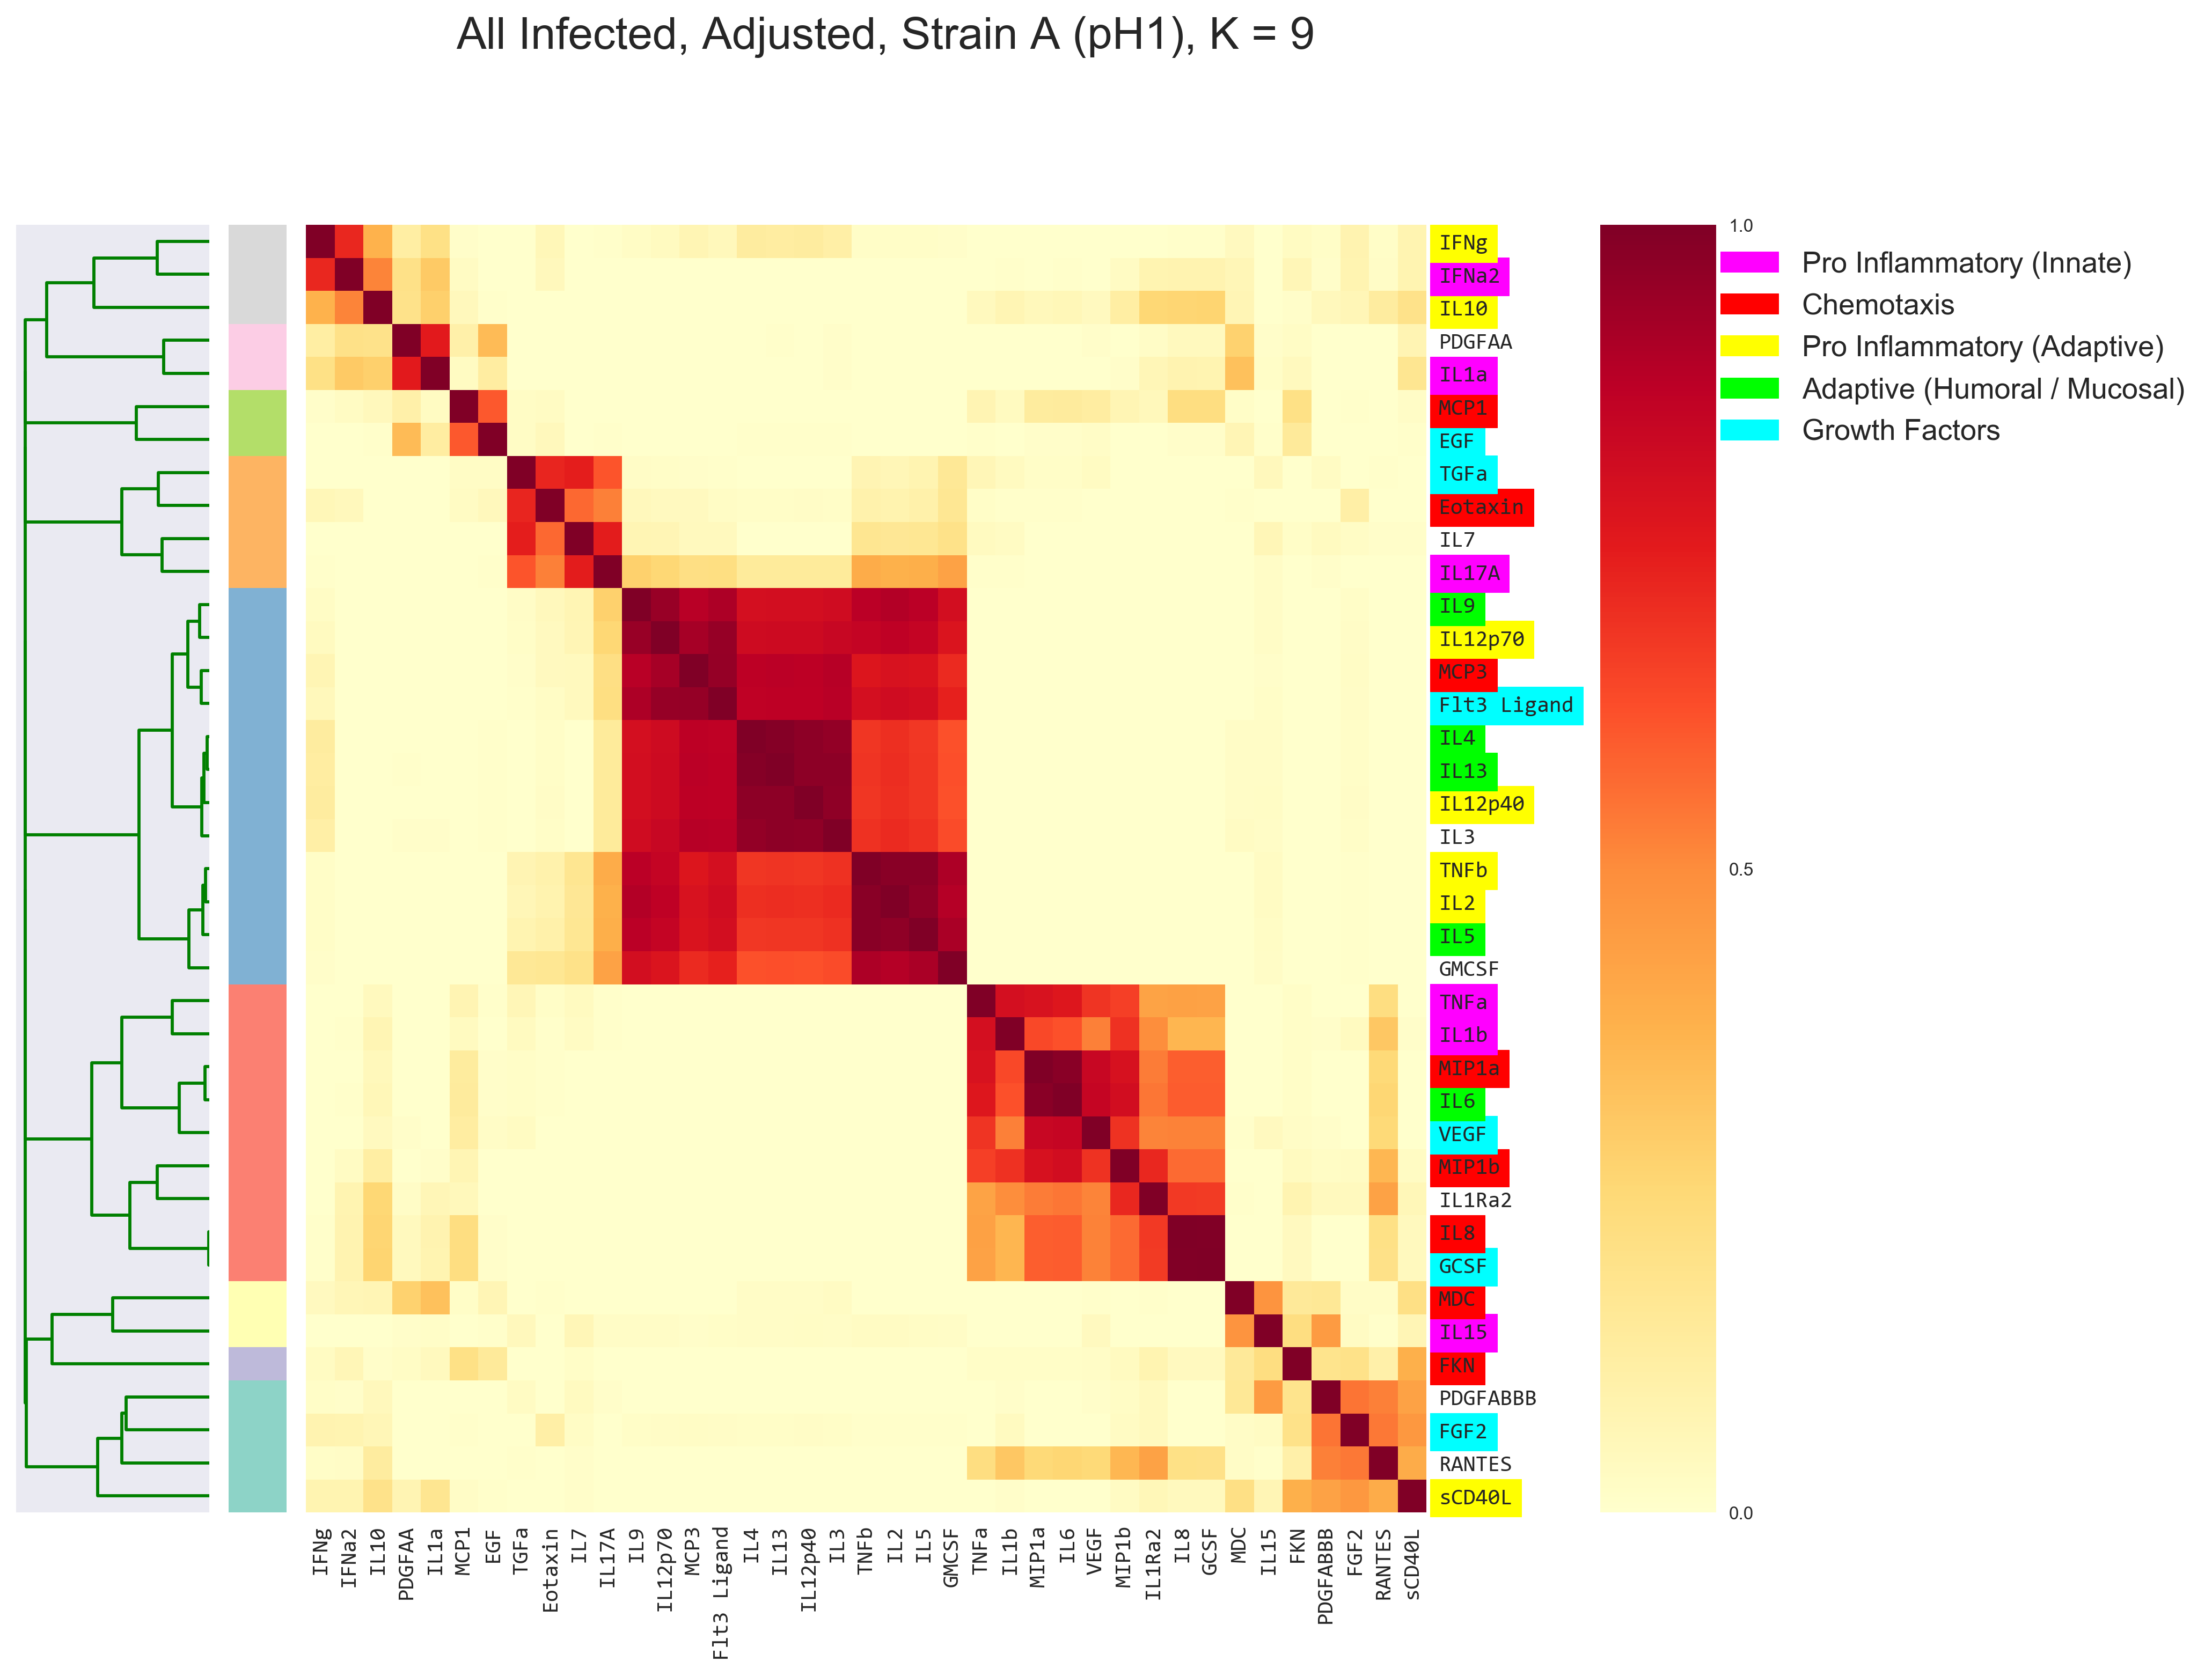 All Infected, Adjusted, Strain A (pH1), K = 9
IFNg
IFNa2
IL10
PDGFAA
IL1a
MCP1
EGF
TGFa
Eotaxin
IL7
IL17A
IL9
IL12p70
MCP3
Flt3 Ligand
IL4
IL13
IL12p40
IL3
TNFb
IL2
IL5
GMCSF
TNFa
IL1b
MIP1a
IL6
VEGF
MIP1b
IL1Ra2
IL8
GCSF
MDC
IL15
FKN
PDGFABBB
FGF2
RANTES
sCD40L
1.0
0.5
0.0
Pro Inflammatory (Innate)
Chemotaxis
Pro Inflammatory (Adaptive)
Adaptive (Humoral / Mucosal)
Growth Factors
IFNg
IFNa2
IL10
PDGFAA
IL1a
MCP1
EGF
TGFa
Eotaxin
IL7
IL17A
IL9
IL12p70
MCP3
Flt3 Ligand
IL4
IL13
IL12p40
IL3
TNFb
IL2
IL5
GMCSF
TNFa
IL1b
MIP1a
IL6
VEGF
MIP1b
IL1Ra2
IL8
GCSF
MDC
IL15
FKN
PDGFABBB
FGF2
RANTES
sCD40L